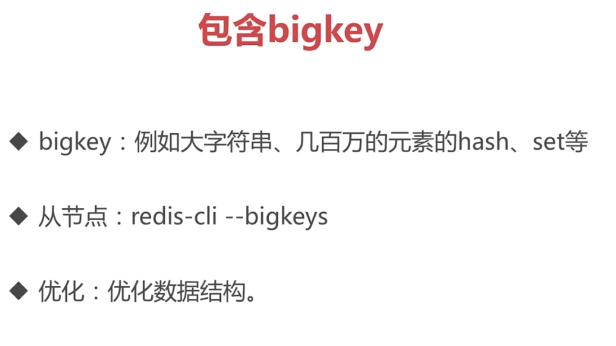 包含bigkey
◆ bigkey：例如大字符串、几百万的元素的hash、set等
◆ 从节点：redis-cli --bigkeys
◆ 优化：优化数据结构。